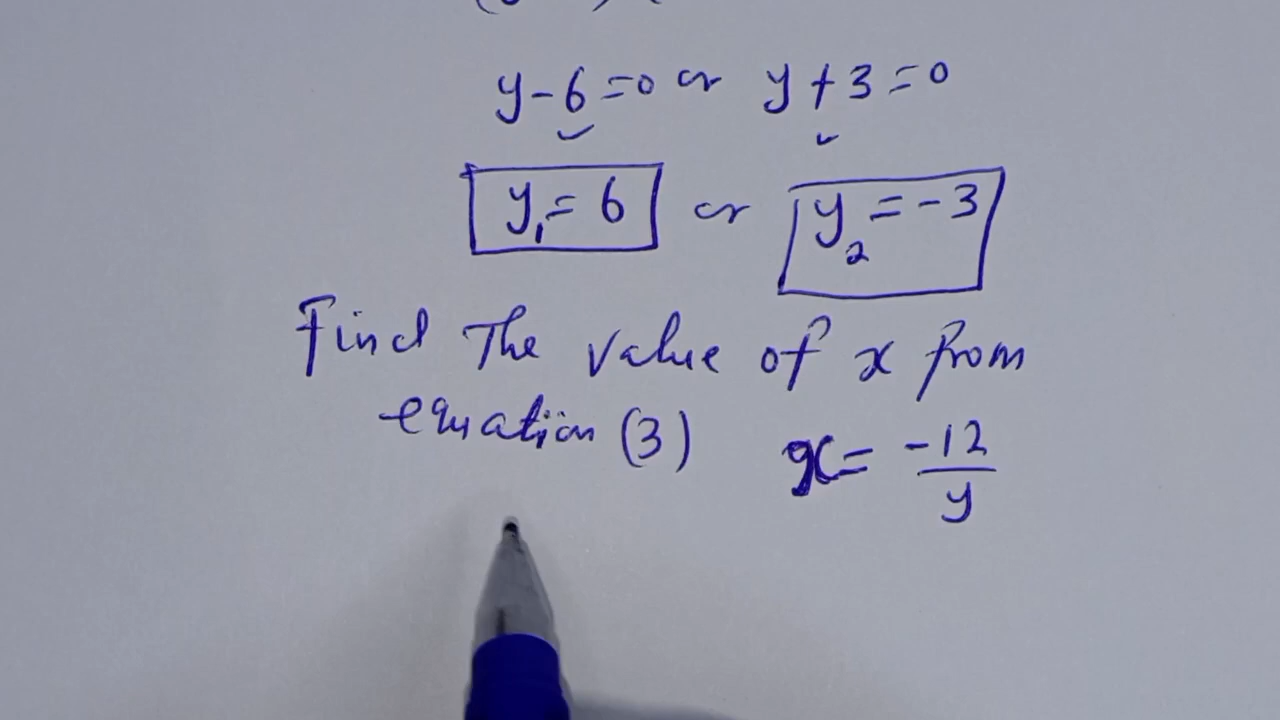 y-6=0 or y+3=0
y₁=6 or y₂=-3
Find The value of x from
equation (3) x= -12/y